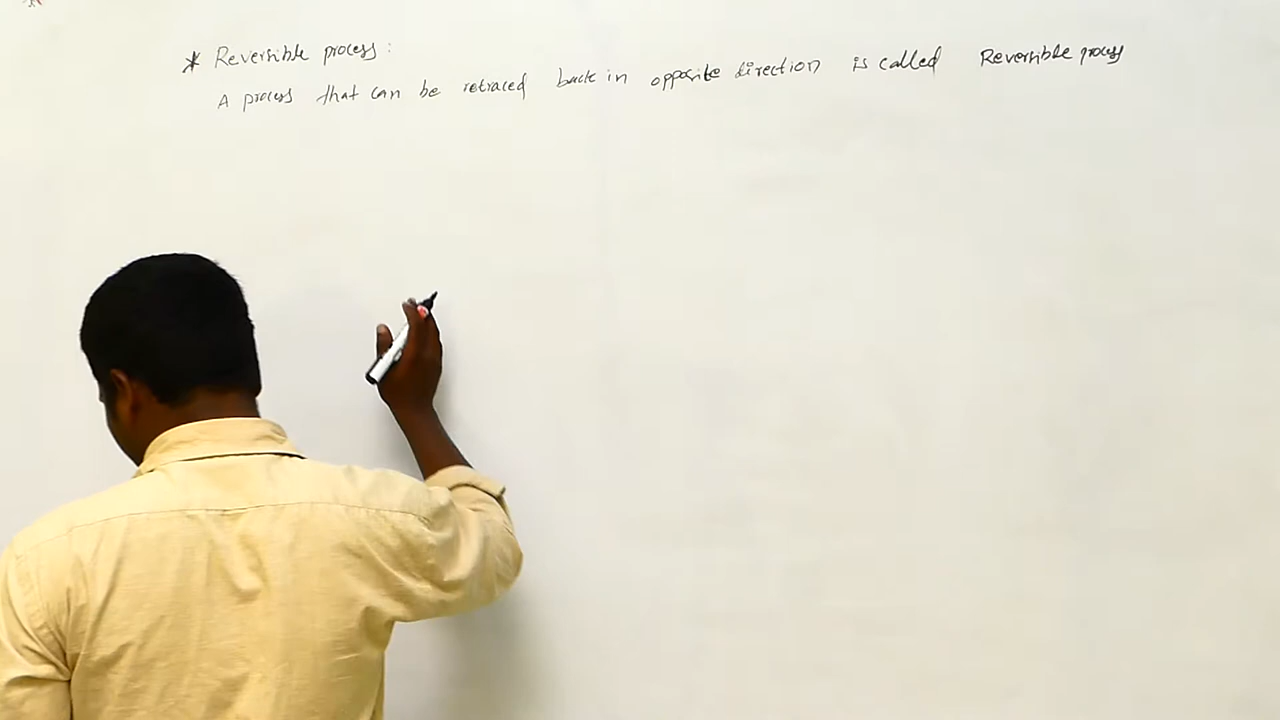 * Reversible process :
A process that can be retraced back in opposite direction is called Reversible process